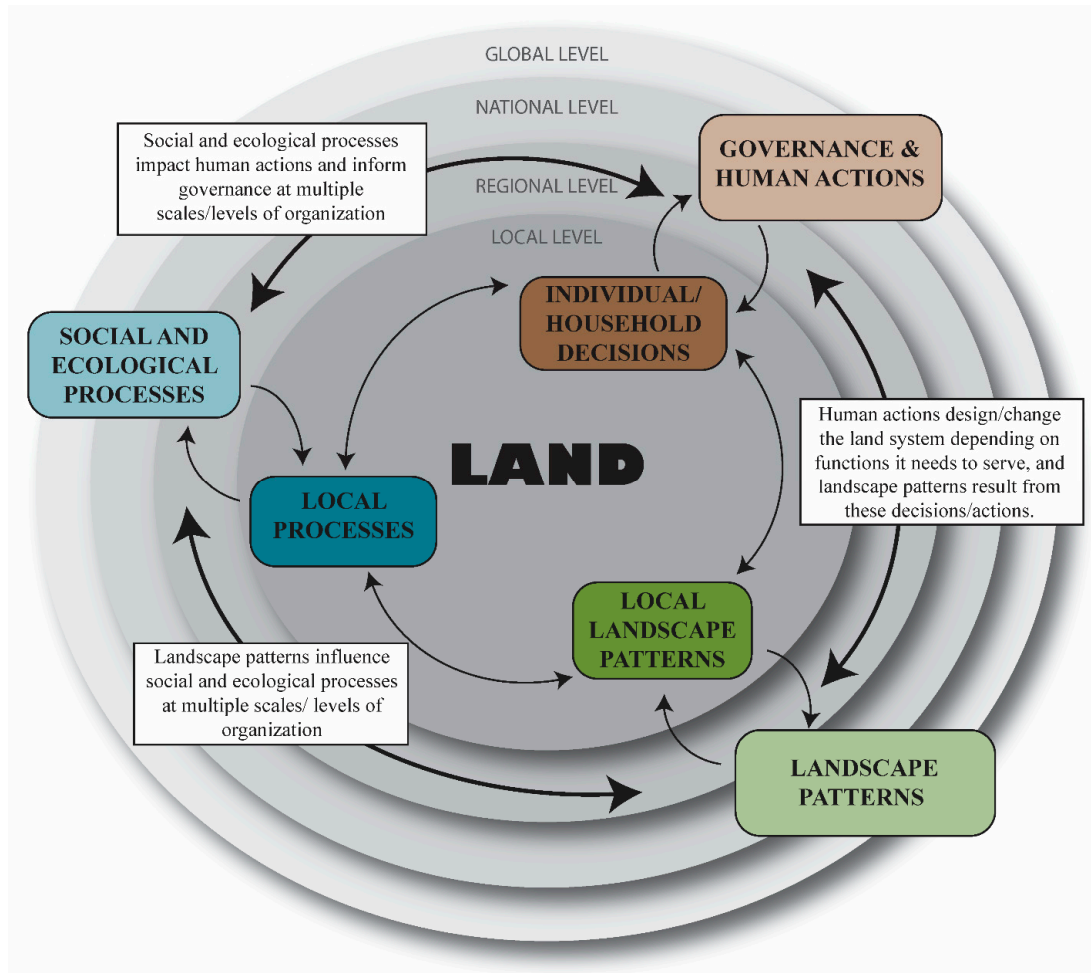 GLOBAL LEVEL
NATIONAL LEVEL
REGIONAL LEVEL
LOCAL LEVEL
Social and ecological processes
impact human actions and inform
governance at multiple
scales/levels of organization
GOVERNANCE &
HUMAN ACTIONS
INDIVIDUAL/
HOUSEHOLD
DECISIONS
SOCIAL AND
ECOLOGICAL
PROCESSES
LAND
LOCAL
PROCESSES
Human actions design/change
the land system depending on
functions it needs to serve, and
landscape patterns result from
these decisions/actions.
LOCAL
LANDSCAPE
PATTERNS
Landscape patterns influence
social and ecological processes
at multiple scales/ levels of
organization
LANDSCAPE
PATTERNS